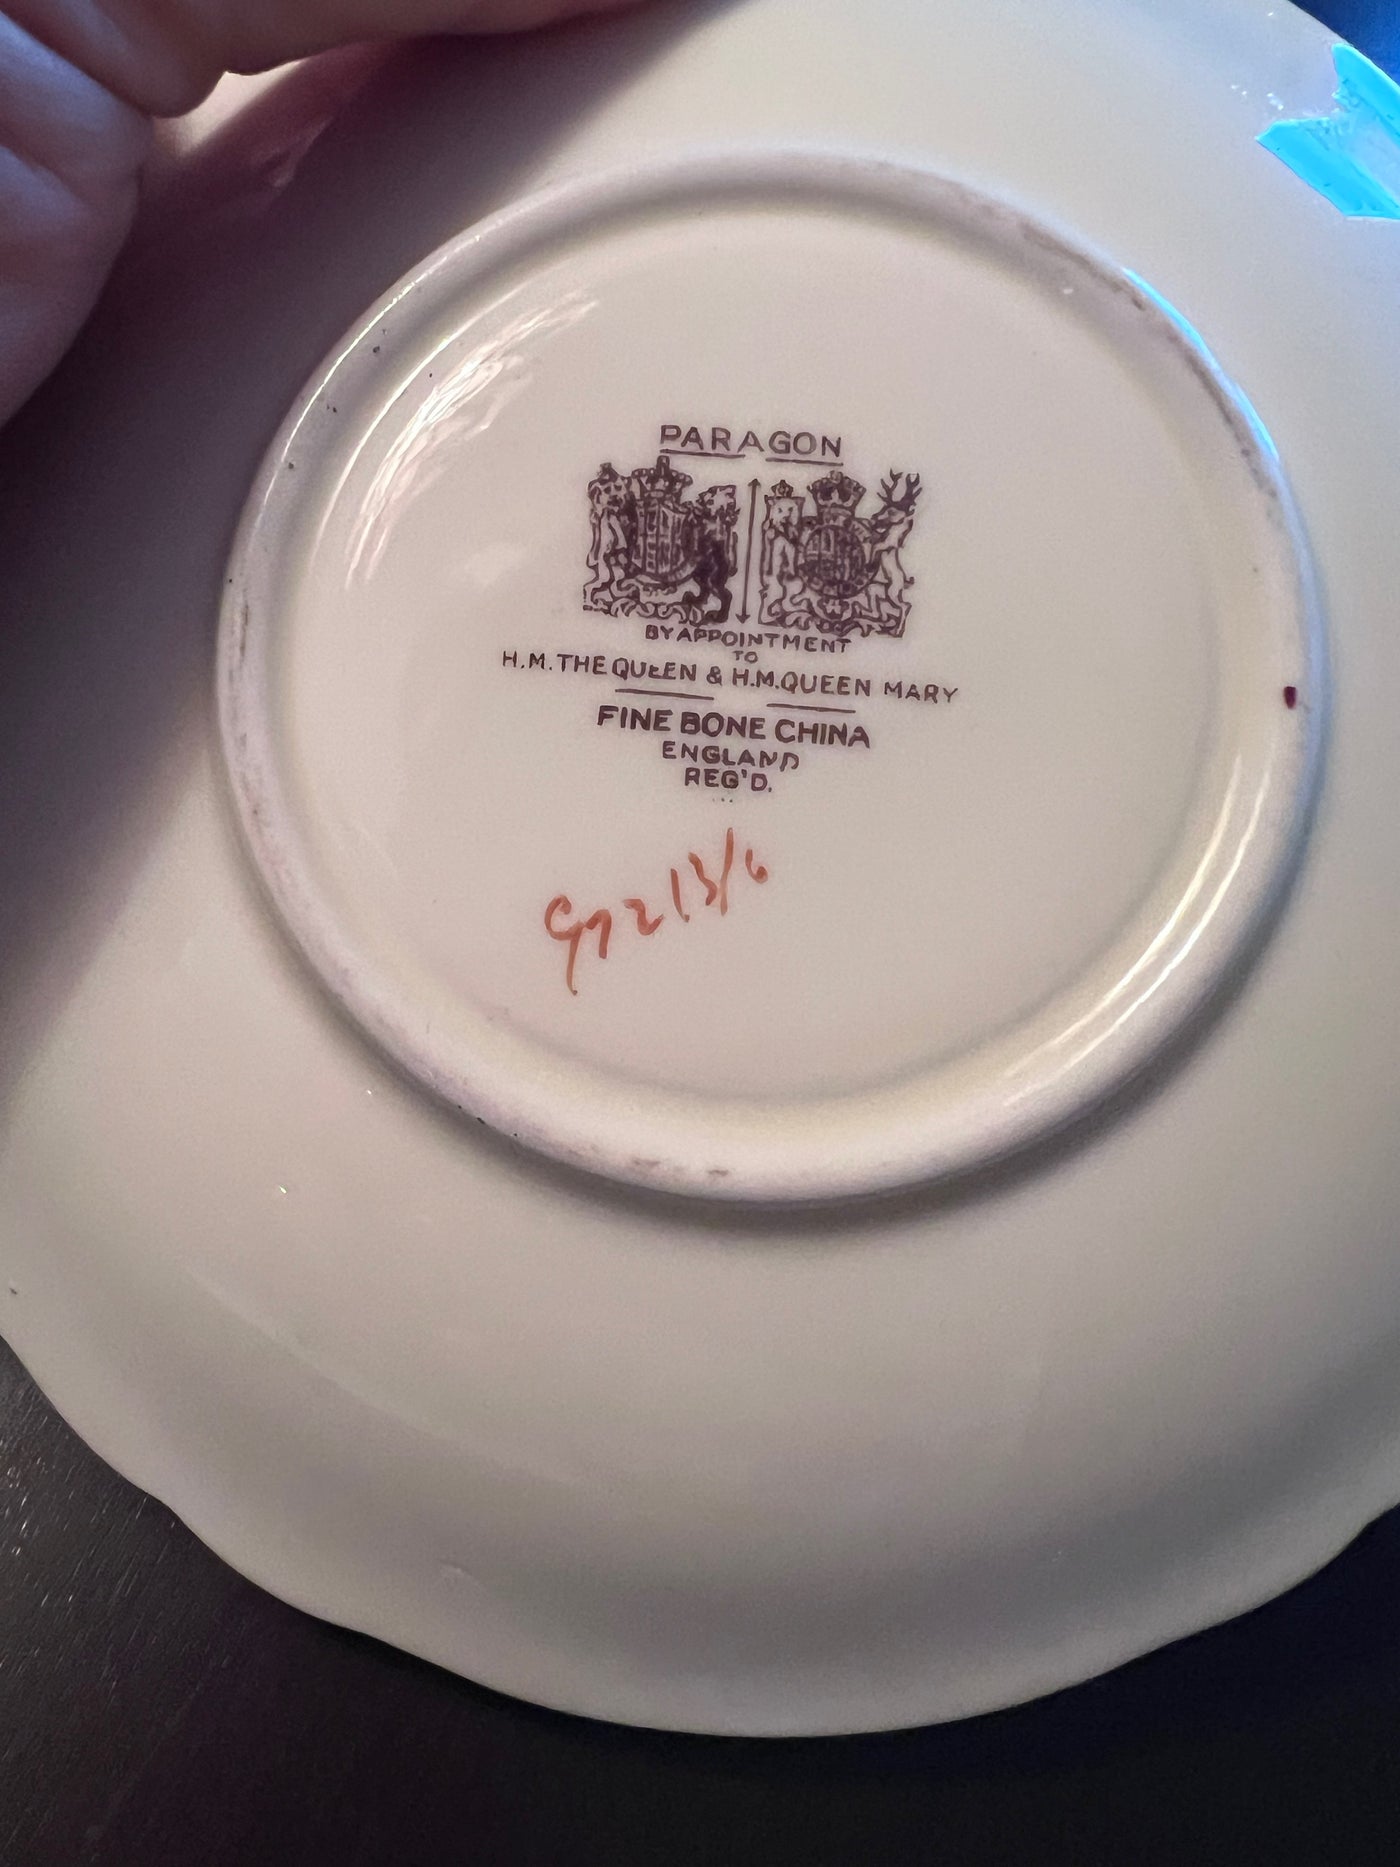 PARAGON
BY APPOINTMENT
TO
H.M. THE QUEEN & H.M. QUEEN MARY
FINE BONE CHINA
ENGLAND
REG'D.